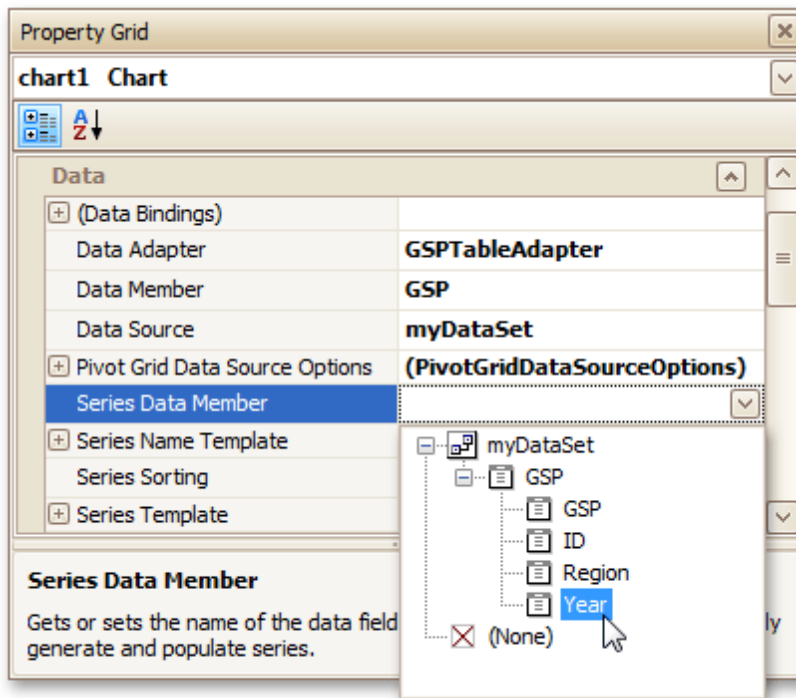 Property Grid
chart1 Chart
A
Z
Data
(Data Bindings)
Data Adapter GSPTableAdapter
Data Member GSP
Data Source myDataSet
Pivot Grid Data Source Options (PivotGridDataSourceOptions)
Series Data Member
Series Name Template
Series Sorting
Series Template
myDataSet
GSP
GSP
ID
Region
Year
(None)
Series Data Member
Gets or sets the name of the data field ly
generate and populate series.